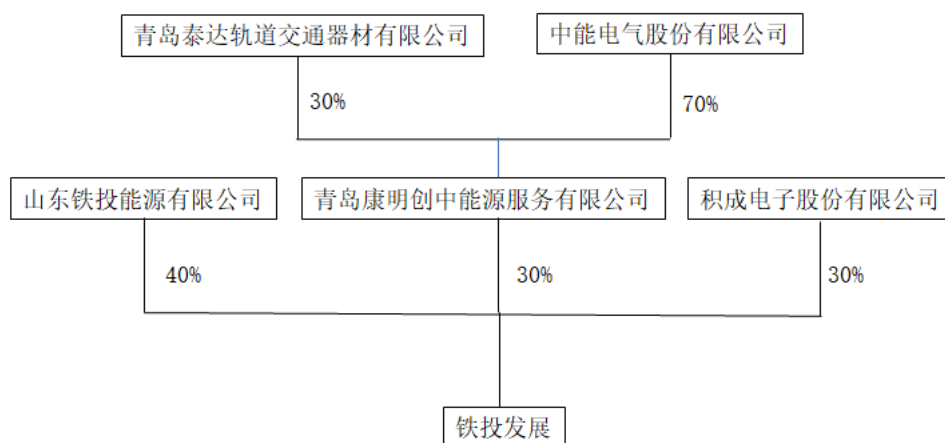 青岛泰达轨道交通器材有限公司
中能电气股份有限公司
30%
70%
山东铁投能源有限公司
青岛康明创中能源服务有限公司
积成电子股份有限公司
40%
30%
30%
铁投发展